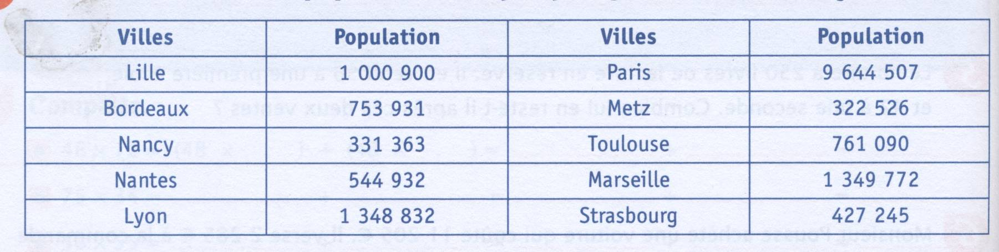 Villes Population Villes Population
Lille 1 000 900 Paris 9 644 507
Bordeaux 753 931 Metz 322 526
Nancy 331 363 Toulouse 761 090
Nantes 544 932 Marseille 1 349 772
Lyon 1 348 832 Strasbourg 427 245